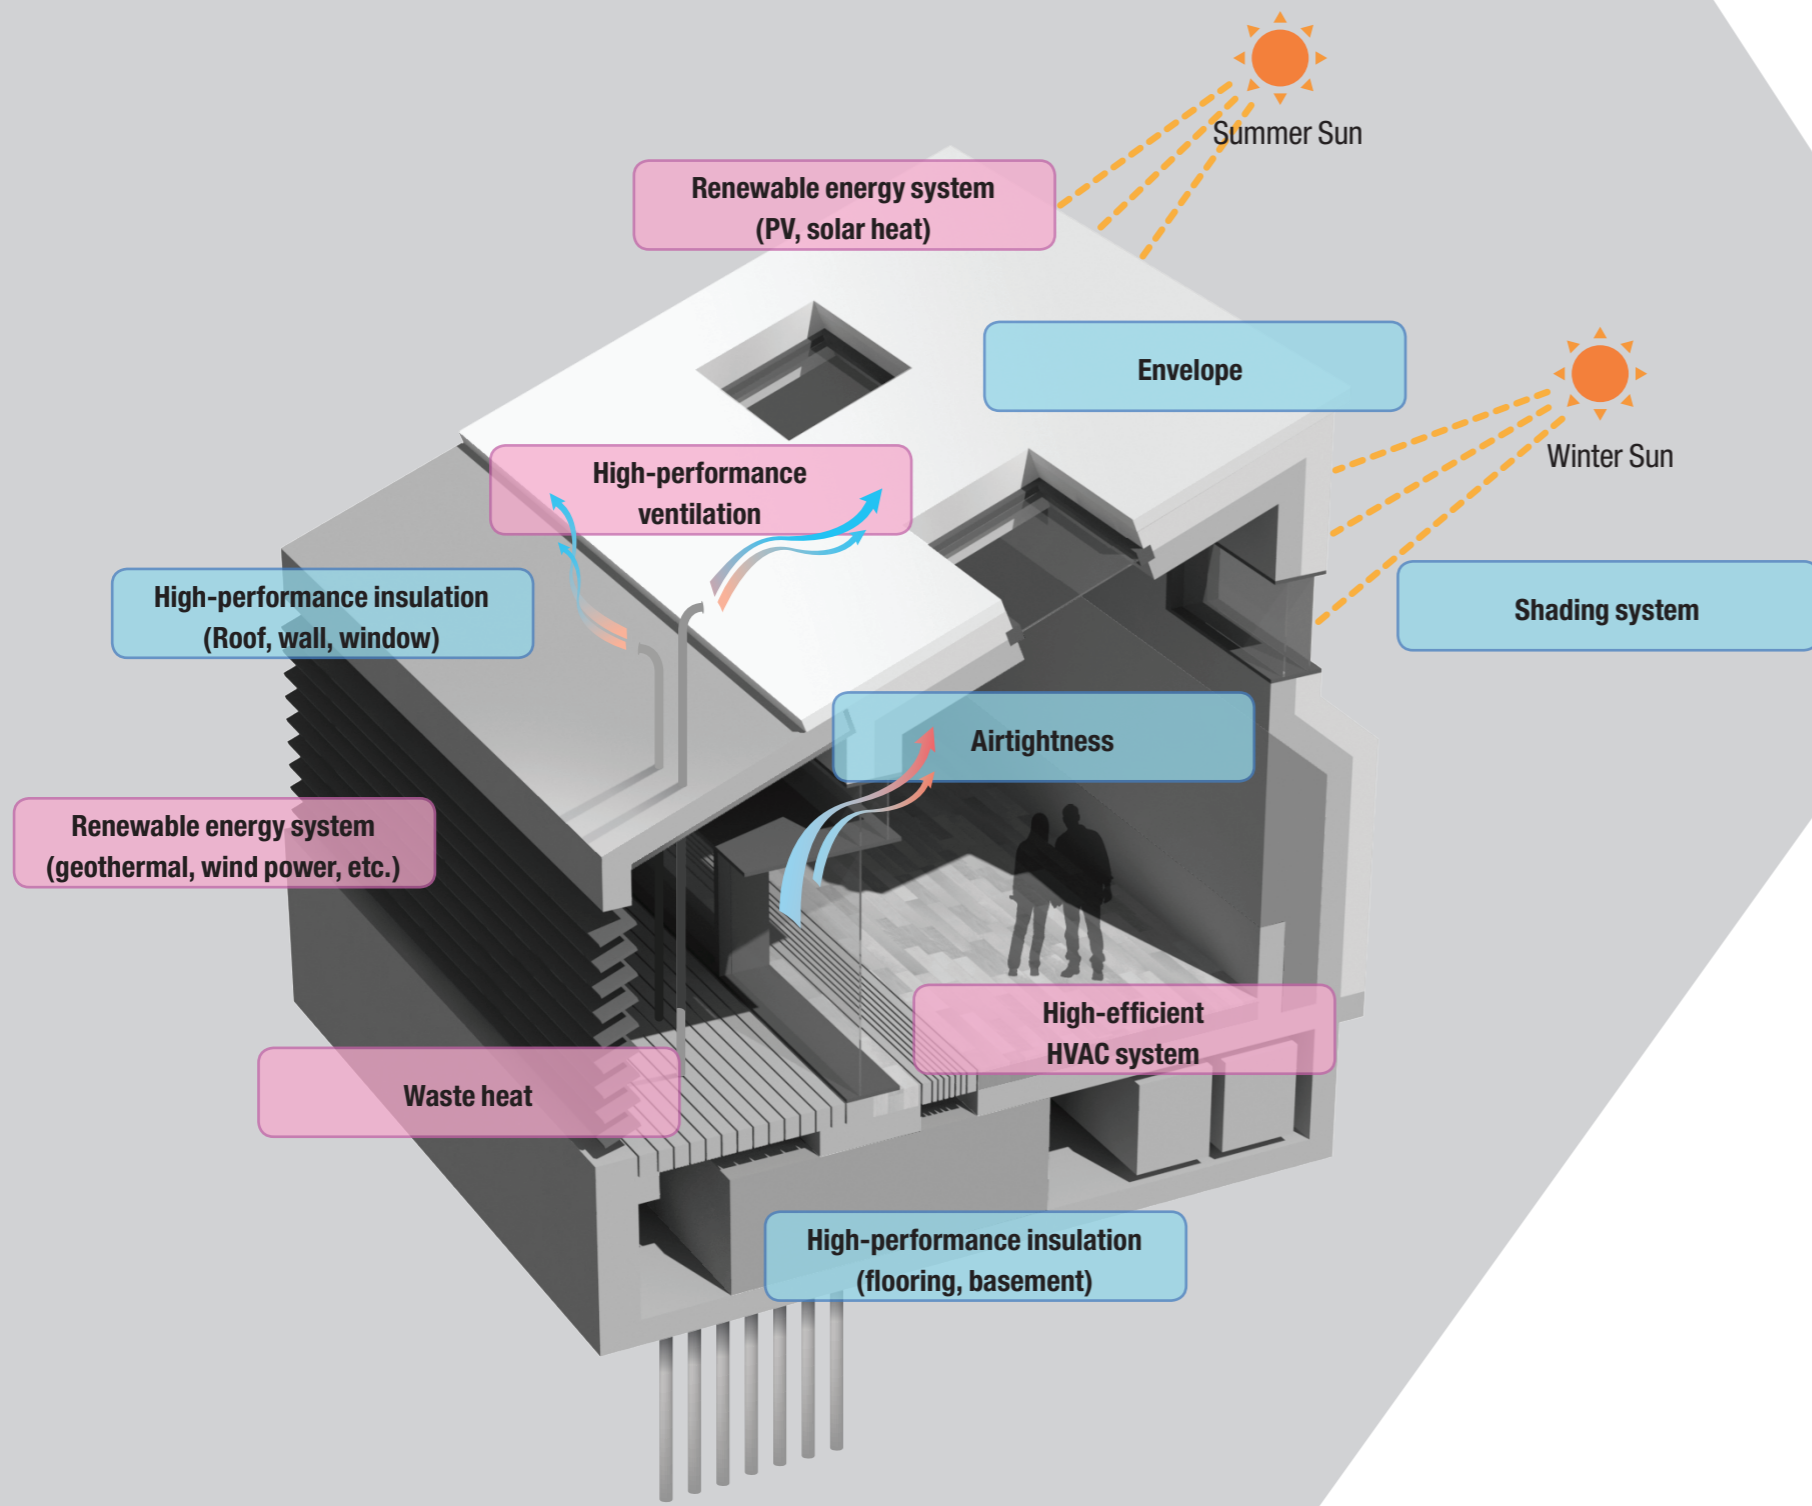 Summer Sun
Renewable energy system
(PV, solar heat)
Envelope
Winter Sun
High-performance
ventilation
High-performance insulation
(Roof, wall, window)
Shading system
Airtightness
Renewable energy system
(geothermal, wind power, etc.)
High-efficient
HVAC system
Waste heat
High-performance insulation
(flooring, basement)